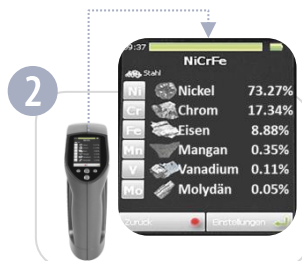 2
09:37
NiCrFe
Stahl
Ni Nickel 73.27%
Cr Chrom 17.34%
Fe Eisen 8.88%
Mn Mangan 0.35%
V Vanadium 0.11%
Mo Molydän 0.05%
Zurück Einstellungen